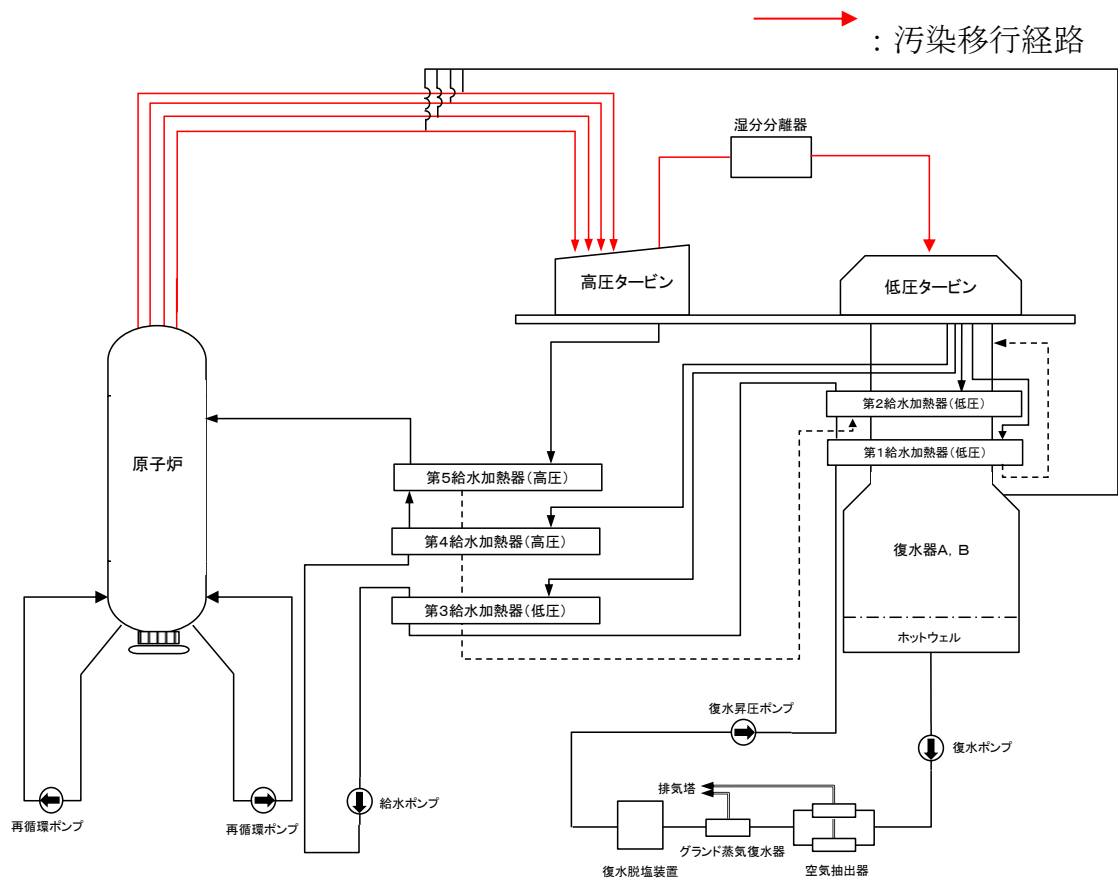 ：汚染移行経路
湿分分離器
高圧タービン
低圧タービン
第2給水加熱器(低圧)
第1給水加熱器(低圧)
原子炉
第5給水加熱器(高圧)
第4給水加熱器(高圧)
第3給水加熱器(低圧)
復水器A, B
ホットウェル
復水昇圧ポンプ
復水ポンプ
排気塔
給水ポンプ
再循環ポンプ
再循環ポンプ
グランド蒸気復水器
復水脱塩装置
空気抽出器